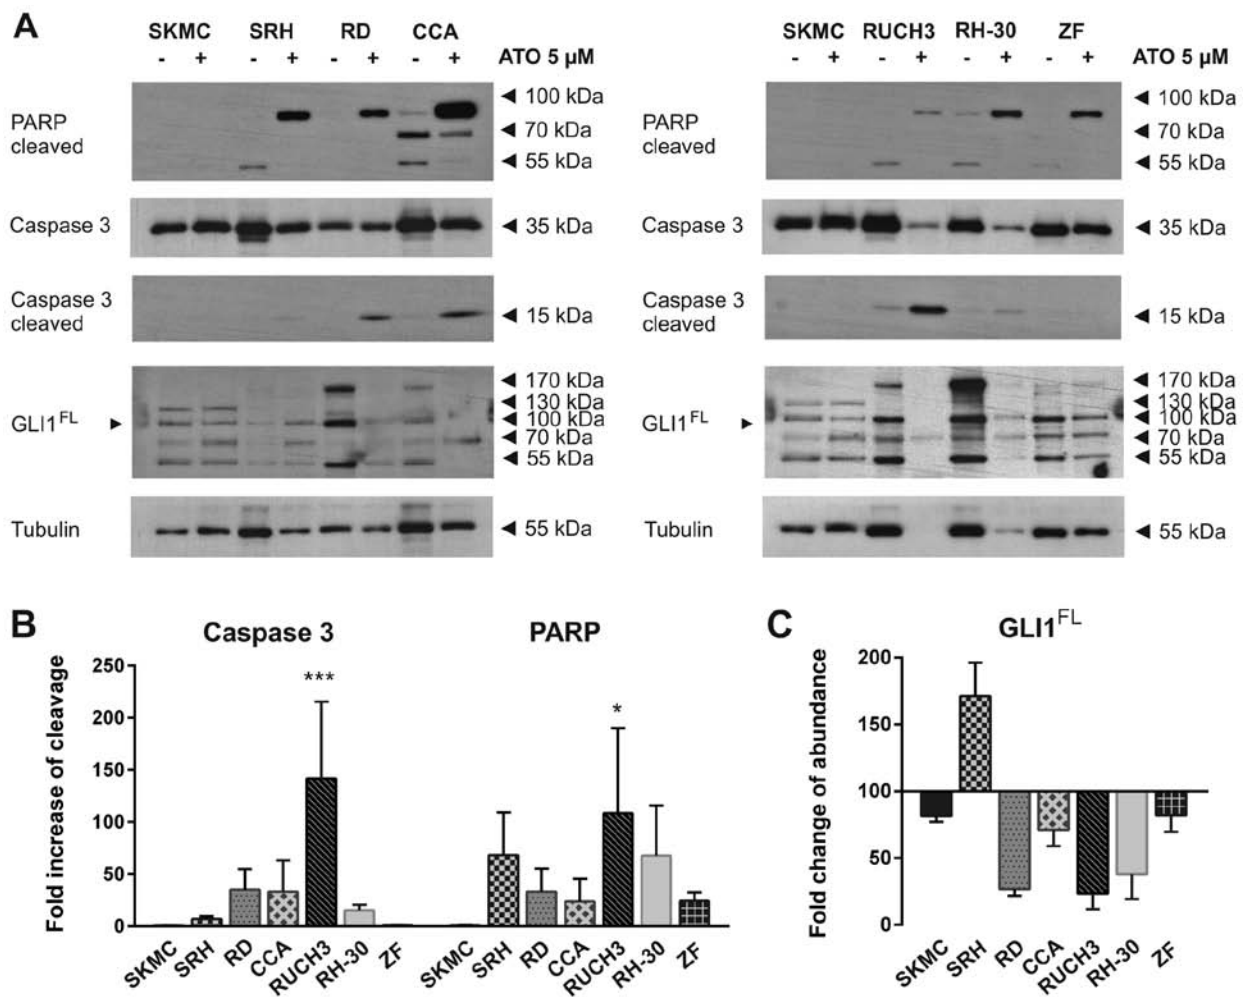 A
SKMC SRH RD CCA
- + - + - + - + ATO 5 µM
PARP cleaved
◄ 100 kDa
◄ 70 kDa
◄ 55 kDa
Caspase 3 ◄ 35 kDa
Caspase 3 cleaved ◄ 15 kDa
GLI1FL ►
◄ 170 kDa
◄ 130 kDa
◄ 100 kDa
◄ 70 kDa
◄ 55 kDa
Tubulin ◄ 55 kDa
SKMC RUCH3 RH-30 ZF
- + - + - + - + ATO 5 µM
PARP cleaved
◄ 100 kDa
◄ 70 kDa
◄ 55 kDa
Caspase 3 ◄ 35 kDa
Caspase 3 cleaved ◄ 15 kDa
GLI1FL ►
◄ 170 kDa
◄ 130 kDa
◄ 100 kDa
◄ 70 kDa
◄ 55 kDa
Tubulin ◄ 55 kDa
B
Caspase 3 PARP
Fold increase of cleavage
250
200
150
100
50
0
*** *
SKMC SRH RD CCA RUCH3 RH-30 ZF SKMC SRH RD CCA RUCH3 RH-30 ZF
C
GLI1FL
Fold change of abundance
200
150
100
50
0
SKMC SRH RD CCA RUCH3 RH-30 ZF